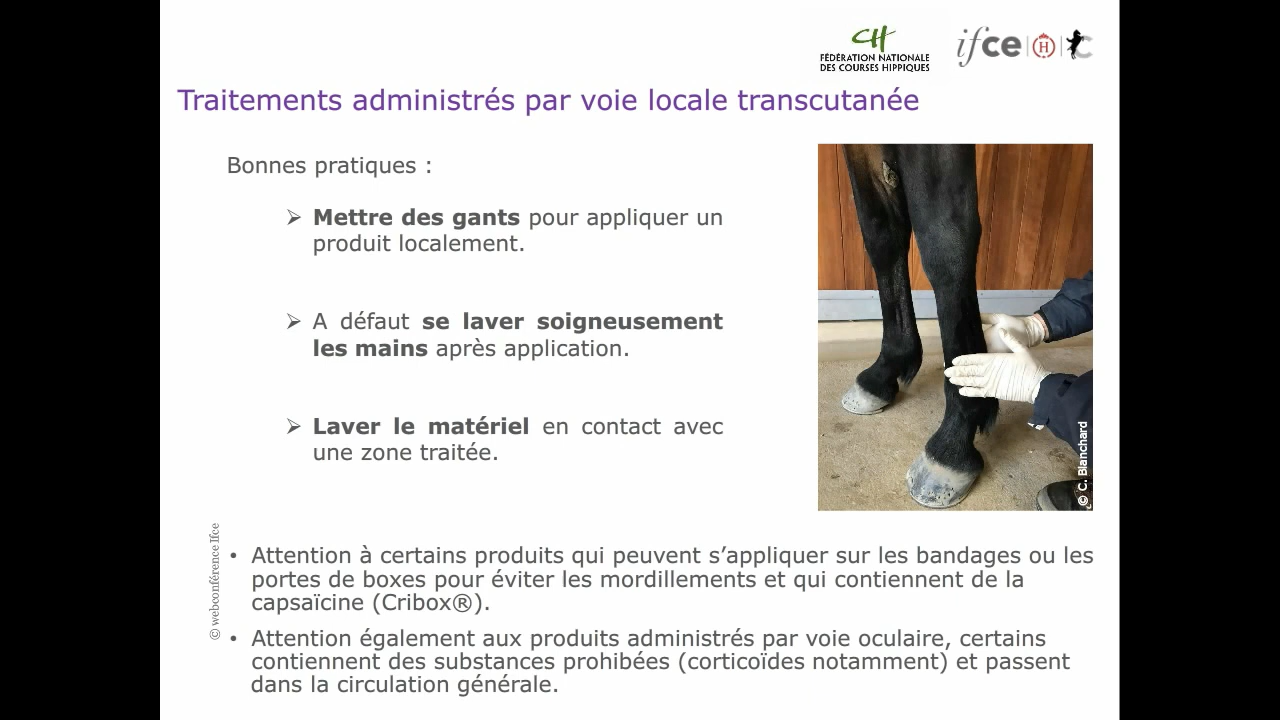 CH
FÉDÉRATION NATIONALE
DES COURSES HIPPIQUES
ifce | H | C
Traitements administrés par voie locale transcutanée
Bonnes pratiques :
➢ Mettre des gants pour appliquer un
produit localement.
➢ A défaut se laver soigneusement
les mains après application.
➢ Laver le matériel en contact avec
une zone traitée.
© C. Blanchard
© webconférence Ifce
• Attention à certains produits qui peuvent s’appliquer sur les bandages ou les
portes de boxes pour éviter les mordillements et qui contiennent de la
capsaïcine (Cribox®).
• Attention également aux produits administrés par voie oculaire, certains
contiennent des substances prohibées (corticoïdes notamment) et passent
dans la circulation générale.